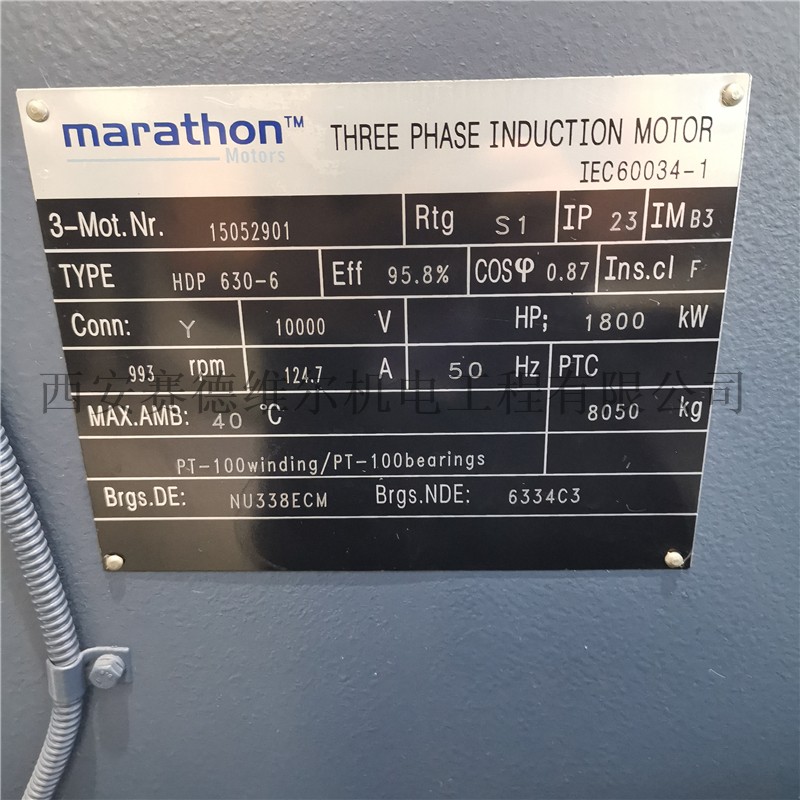 marathon™
Motors
THREE PHASE INDUCTION MOTOR
IEC60034-1
3-Mot.Nr. 15052901 Rtg S1 IP 23 IM B3
TYPE HDP 630-6 Eff 95.8% COSφ 0.87 Ins.cl F
Conn: Y 10000 V HP; 1800 kW
993 rpm 124.7 A 50 Hz PTC
西安赛德维尔机电工程有限公司
MAX.AMB: 40 °C 8050 kg
PT-100winding/PT-100bearings
Brgs.DE: NU338ECM Brgs.NDE: 6334C3